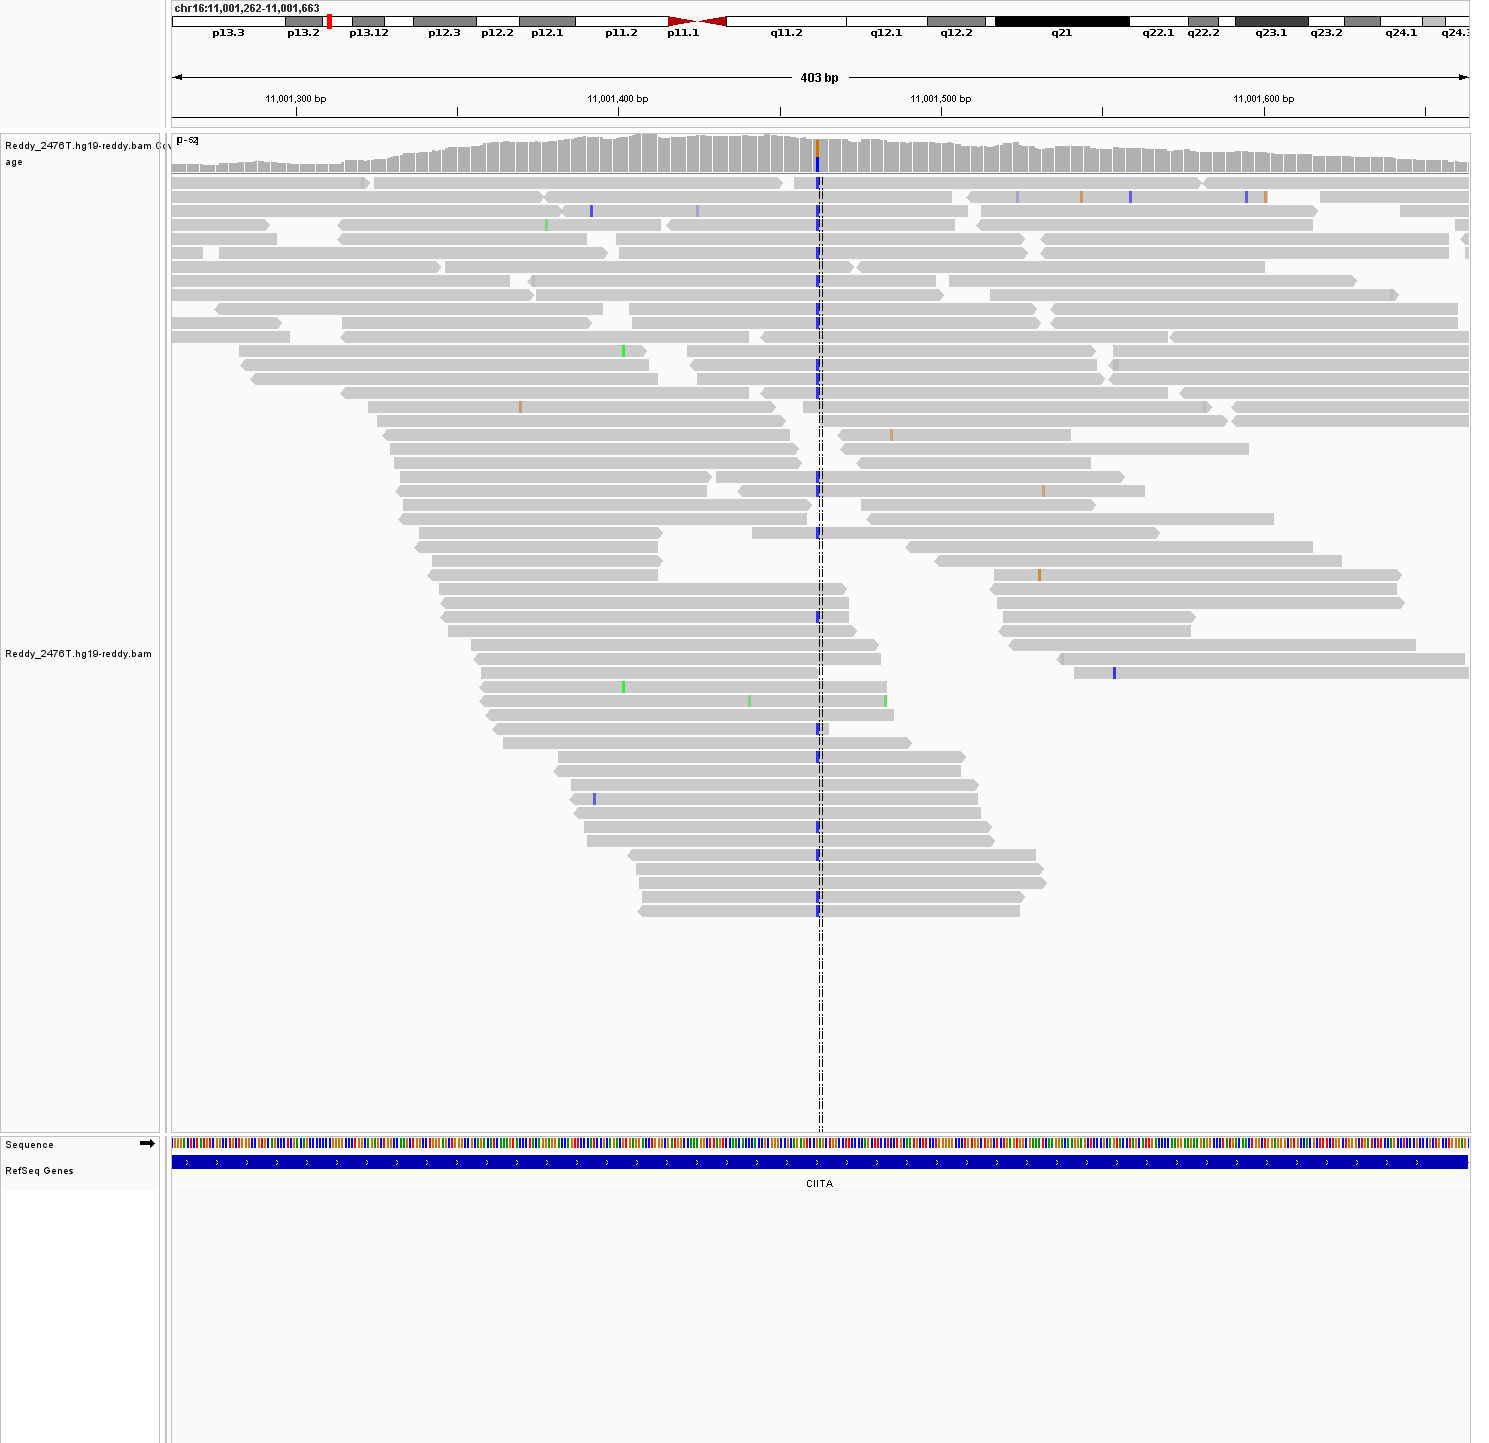 chr16:11,001,262-11,001,663
p13.3 p13.2 p13.12 p12.3 p12.2 p12.1 p11.2 p11.1 q11.2 q12.1 q12.2 q21 q22.1 q22.2 q23.1 q23.2 q24.1 q24.3
403 bp
11,001,300 bp 11,001,400 bp 11,001,500 bp 11,001,600 bp
Reddy_2476T.hg19-reddy.bam Cov
age
[0-52]
Reddy_2476T.hg19-reddy.bam
Sequence
RefSeq Genes
CIITA